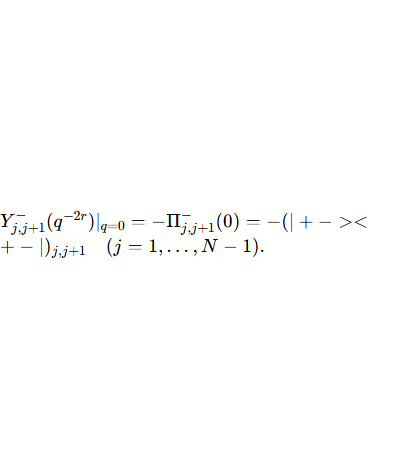 $Y^{-}_{j,j+1}(q^{-2r})|_{q=0} = -\Pi^{-}_{j,j+1}(0) = -(|+-><$
$+-|)_{j,j+1} \quad (j=1,\ldots,N-1).$